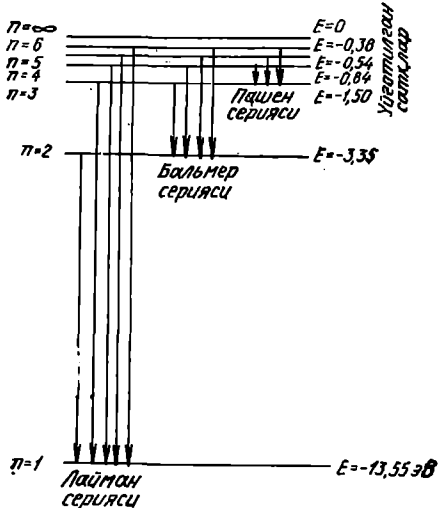 n=∞ E=0
n=6 E=-0,38
n=5 E=-0,54
n=4 E=-0,84
n=3 E=-1,50
Уйғотилган
сатҳлар
Пашен
серияси
n=2 E=-3,35
Бальмер
серияси
n=1 E=-13,55 эВ
Лайман
серияси